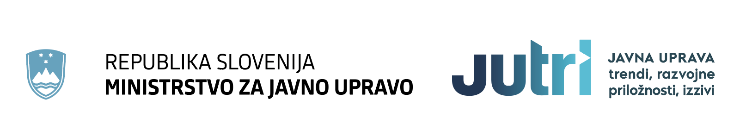 REPUBLIKA SLOVENIJA
MINISTRSTVO ZA JAVNO UPRAVO
JUtri
JAVNA UPRAVA
trendi, razvojne
priložnosti, izzivi